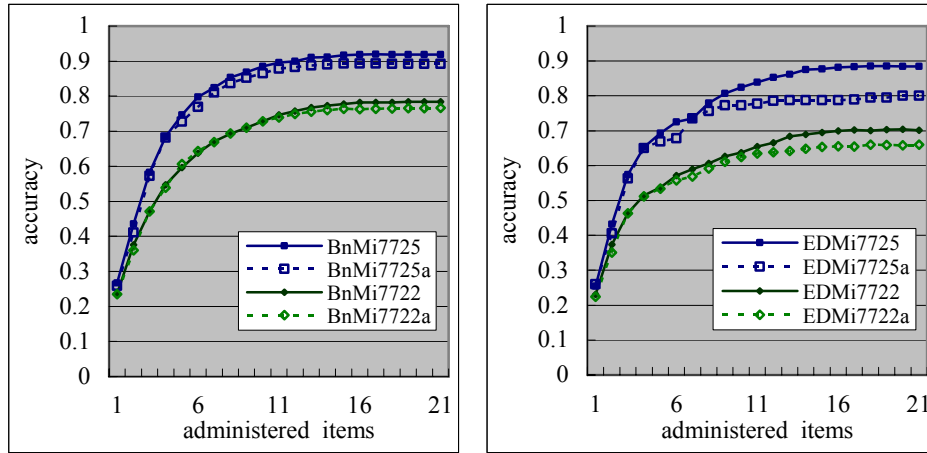 accuracy
1
0.9
0.8
0.7
0.6
0.5
0.4
0.3
0.2
0.1
0
BnMi7725
BnMi7725a
BnMi7722
BnMi7722a
1 6 11 16 21
administered items
accuracy
1
0.9
0.8
0.7
0.6
0.5
0.4
0.3
0.2
0.1
0
EDMi7725
EDMi7725a
EDMi7722
EDMi7722a
1 6 11 16 21
administered items